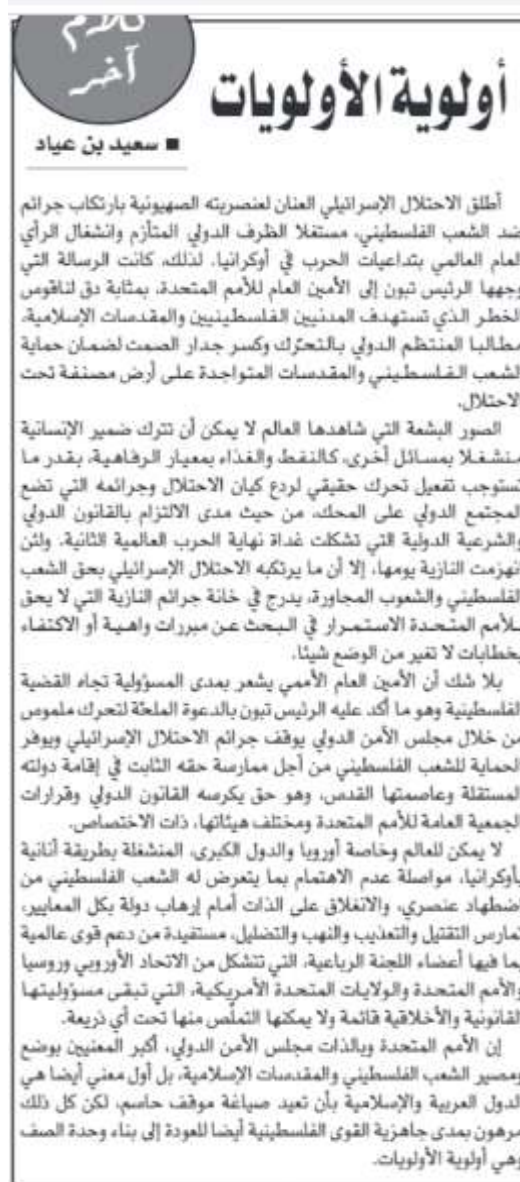 كلام
آخر
أولوية الأولويات
■ سعيد بن عياد
أطلق الاحتلال الإسرائيلي العنان لعنصريته الصهيونية بارتكاب جرائم
ضد الشعب الفلسطيني، مستغلا الظرف الدولي المتأزم وانشغال الرأي
العام العالمي بتداعيات الحرب في أوكرانيا. لذلك، كانت الرسالة التي
وجهها الرئيس تبون إلى الأمين العام للأمم المتحدة، بمثابة دق لناقوس
الخطر الذي تستهدف المدنيين الفلسطينيين والمقدسات الإسلامية،
مطالبا المنتظم الدولي بالتحرّك وكسر جدار الصمت لضمان حماية
الشعب الفلسطيني والمقدسات المتواجدة على أرض مصنفة تحت
الاحتلال.
الصور البشعة التي شاهدها العالم لا يمكن أن تترك ضمير الإنسانية
منشغلا بمسائل أخرى، كالنفط والغذاء بمعيار الرفاهية، بقدر ما
تستوجب تفعيل تحرك حقيقي لردع كيان الاحتلال وجرائمه التي تضع
المجتمع الدولي على المحك، من حيث مدى الالتزام بالقانون الدولي
والشرعية الدولية التي تشكلت غداة نهاية الحرب العالمية الثانية. ولئن
انهزمت النازية يومها، إلا أن ما يرتكبه الاحتلال الإسرائيلي بحق الشعب
الفلسطيني والشعوب المجاورة، يدرج في خانة جرائم النازية التي لا يحق
للأمم المتحدة الاستمرار في البحث عن مبررات واهية أو الاكتفاء
بخطابات لا تغير من الوضع شيئا.
بلا شك أن الأمين العام الأممي يشعر بمدى المسؤولية تجاه القضية
الفلسطينية وهو ما أكد عليه الرئيس تبون بالدعوة الملحّة لتحرك ملموس
من خلال مجلس الأمن الدولي يوقف جرائم الاحتلال الإسرائيلي ويوفر
الحماية للشعب الفلسطيني من أجل ممارسة حقه الثابت في إقامة دولته
المستقلة وعاصمتها القدس، وهو حق يكرسه القانون الدولي وقرارات
الجمعية العامة للأمم المتحدة ومختلف هيئاتها، ذات الاختصاص.
لا يمكن للعالم وخاصة أوروبا والدول الكبرى، المنشغلة بطريقة أنانية
بأوكرانيا، مواصلة عدم الاهتمام بما يتعرض له الشعب الفلسطيني من
اضطهاد عنصري، والانغلاق على الذات أمام إرهاب دولة بكل المعايير،
تمارس التقتيل والتعذيب والنهب والتضليل، مستفيدة من دعم قوى عالمية
بما فيها أعضاء اللجنة الرباعية، التي تتشكل من الاتحاد الأوروبي وروسيا
والأمم المتحدة والولايات المتحدة الأمريكية، التي تبقى مسؤوليتها
القانونية والأخلاقية قائمة ولا يمكنها التملّص منها تحت أي ذريعة.
إن الأمم المتحدة وبالذات مجلس الأمن الدولي، أكبر المعنيين بوضع
ومصير الشعب الفلسطيني والمقدسات الإسلامية، بل أول معني أيضا هي
الدول العربية والإسلامية بأن تعيد صياغة موقف حاسم، لكن كل ذلك
مرهون بمدى جاهزية القوى الفلسطينية أيضا للعودة إلى بناء وحدة الصف
وهي أولوية الأولويات.